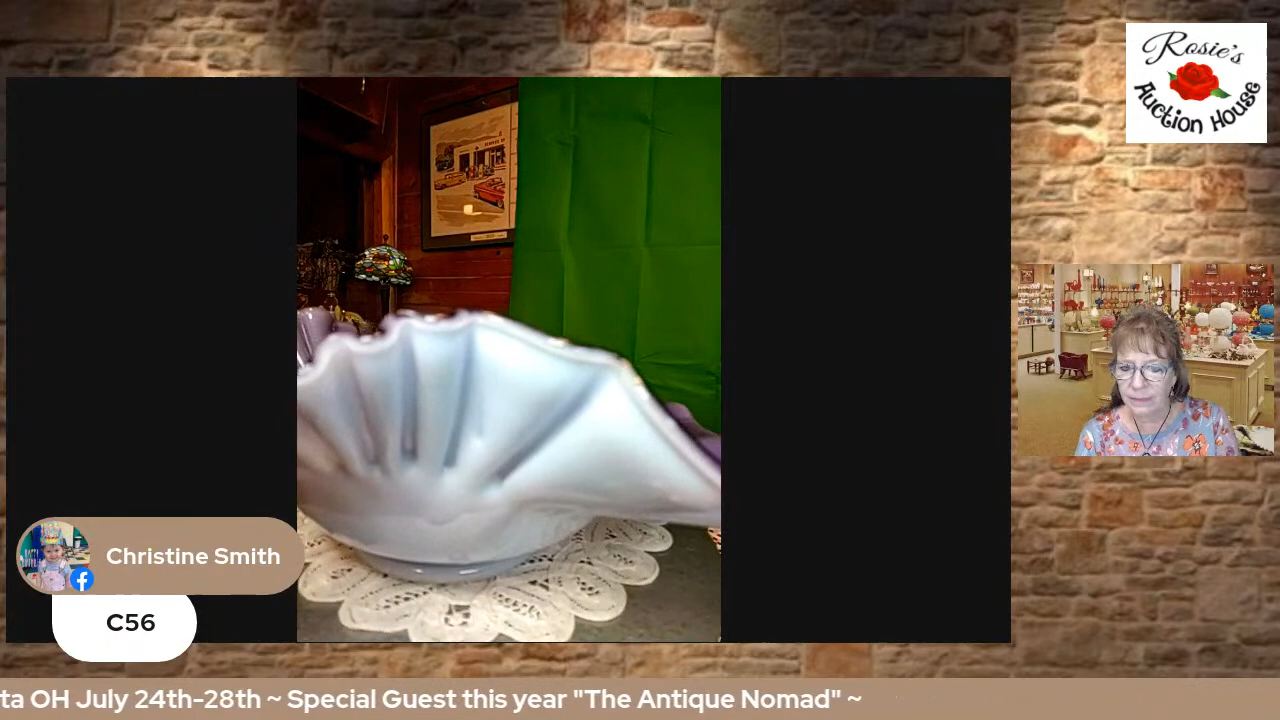 Rosie's
Auction House
Christine Smith
C56
ta OH July 24th-28th ~ Special Guest this year "The Antique Nomad" ~